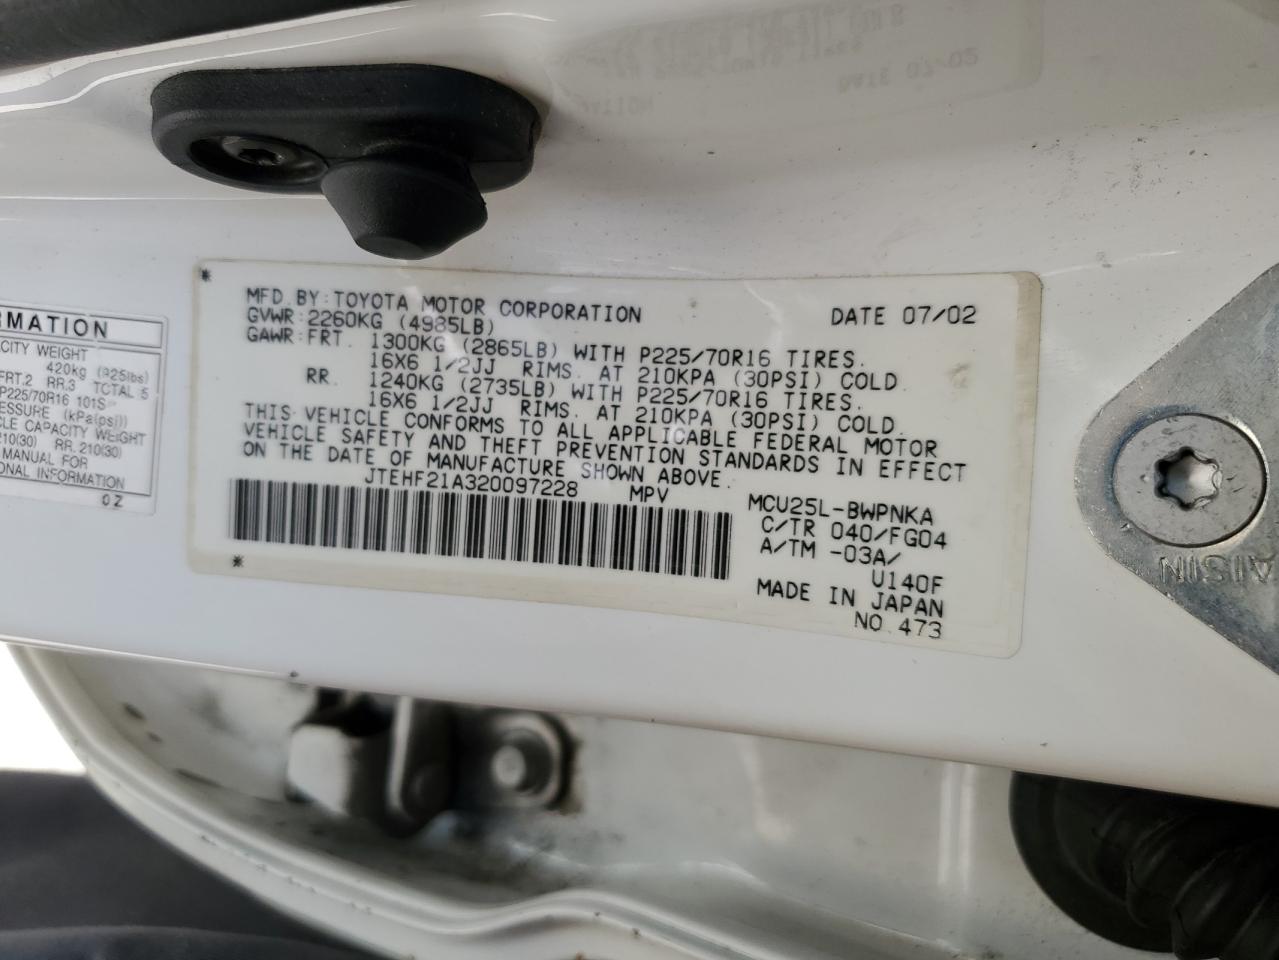 MFD.BY:TOYOTA MOTOR CORPORATION DATE 07/02
GVWR:2260KG (4985LB)
GAWR:FRT. 1300KG (2865LB) WITH P225/70R16 TIRES.
16X6 1/2JJ RIMS. AT 210KPA (30PSI) COLD.
RR. 1240KG (2735LB) WITH P225/70R16 TIRES.
16X6 1/2JJ RIMS. AT 210KPA (30PSI) COLD.
THIS VEHICLE CONFORMS TO ALL APPLICABLE FEDERAL MOTOR
VEHICLE SAFETY AND THEFT PREVENTION STANDARDS IN EFFECT
ON THE DATE OF MANUFACTURE SHOWN ABOVE.
JTEHF21A320097228 MPV
MCU25L-BWPNKA
C/TR 040/FG04
A/TM -03A/
U140F
MADE IN JAPAN
NO.473
RMATION
CITY WEIGHT
420kg (925lbs)
FRT.2 RR.3 TOTAL 5
P225/70R16 101S
PRESSURE (kPa(psi))
CLE CAPACITY WEIGHT
210(30) RR.210(30)
MANUAL FOR
ONAL INFORMATION
OZ
AISIN
DATE 07/02